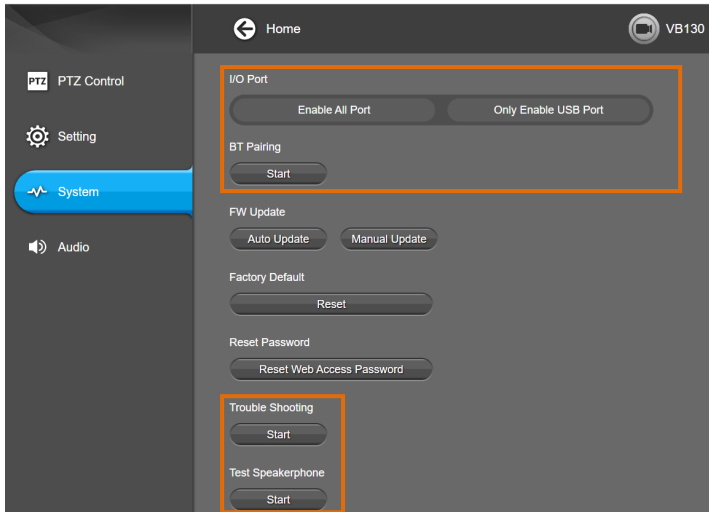 Home
VB130
PTZ PTZ Control
Setting
System
Audio
I/O Port
Enable All Port Only Enable USB Port
BT Pairing
Start
FW Update
Auto Update Manual Update
Factory Default
Reset
Reset Password
Reset Web Access Password
Trouble Shooting
Start
Test Speakerphone
Start